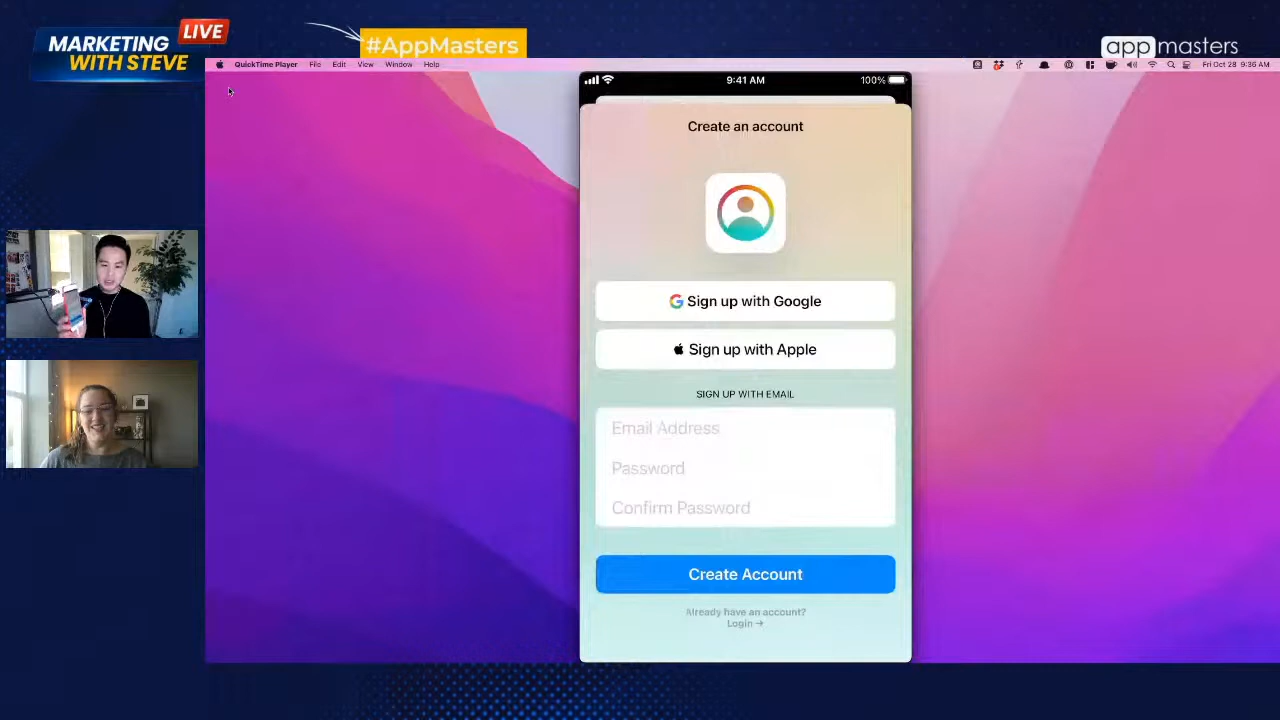 MARKETING LIVE
WITH STEVE
#AppMasters
appmasters
QuickTime Player File Edit View Window Help
Fri Oct 28 9:36 AM
9:41 AM 100%
Create an account
Sign up with Google
Sign up with Apple
SIGN UP WITH EMAIL
Email Address
Password
Confirm Password
Create Account
Already have an account?
Login →